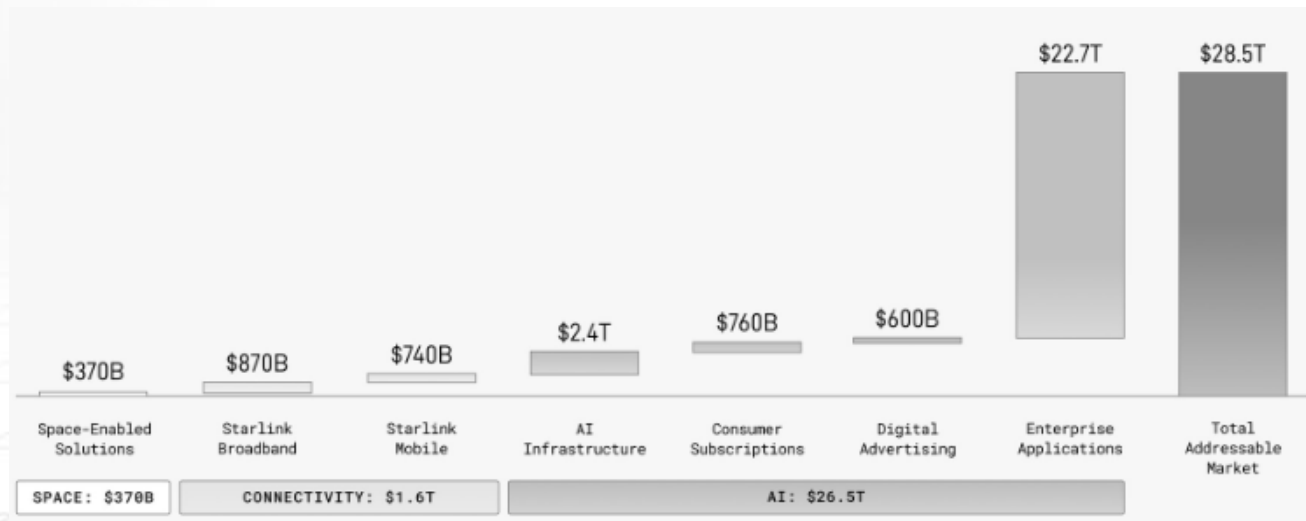 $370B
$870B
$740B
$2.4T
$760B
$600B
$22.7T
$28.5T
Space-Enabled
Solutions
Starlink
Broadband
Starlink
Mobile
AI
Infrastructure
Consumer
Subscriptions
Digital
Advertising
Enterprise
Applications
Total
Addressable
Market
SPACE: $370B
CONNECTIVITY: $1.6T
AI: $26.5T